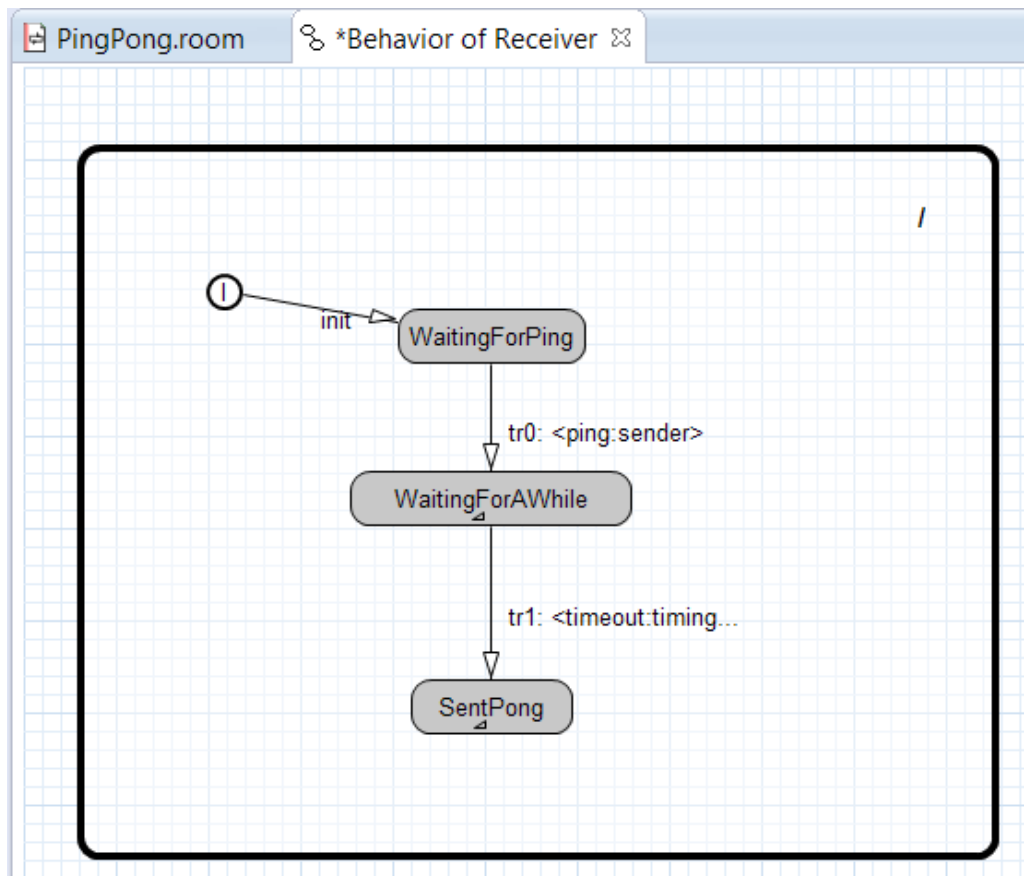 PingPong.room
*Behavior of Receiver
/
I
init
WaitingForPing
tr0: <ping:sender>
WaitingForAWhile
tr1: <timeout:timing...
SentPong